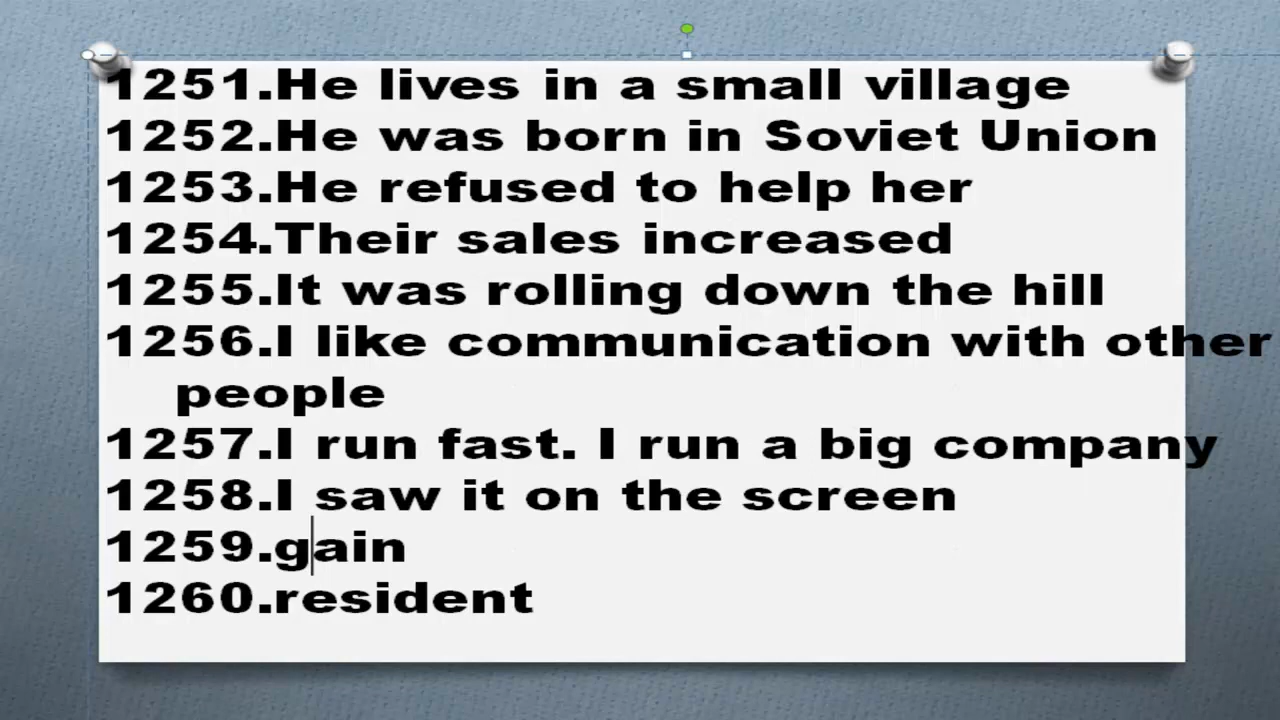 1251.He lives in a small village
1252.He was born in Soviet Union
1253.He refused to help her
1254.Their sales increased
1255.It was rolling down the hill
1256.I like communication with other
people
1257.I run fast. I run a big company
1258.I saw it on the screen
1259.gain
1260.resident